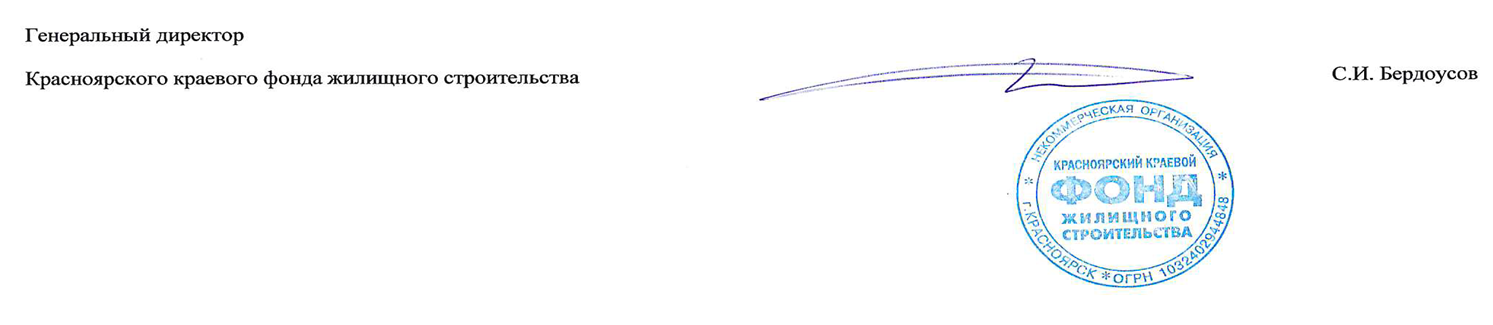 Генеральный директор
Красноярского краевого фонда жилищного строительства
С.И. Бердоусов
* НЕКОММЕРЧЕСКАЯ ОРГАНИЗАЦИЯ *
г.КРАСНОЯРСК * ОГРН 1032402944848
КРАСНОЯРСКИЙ КРАЕВОЙ
ФОНД
ЖИЛИЩНОГО
СТРОИТЕЛЬСТВА